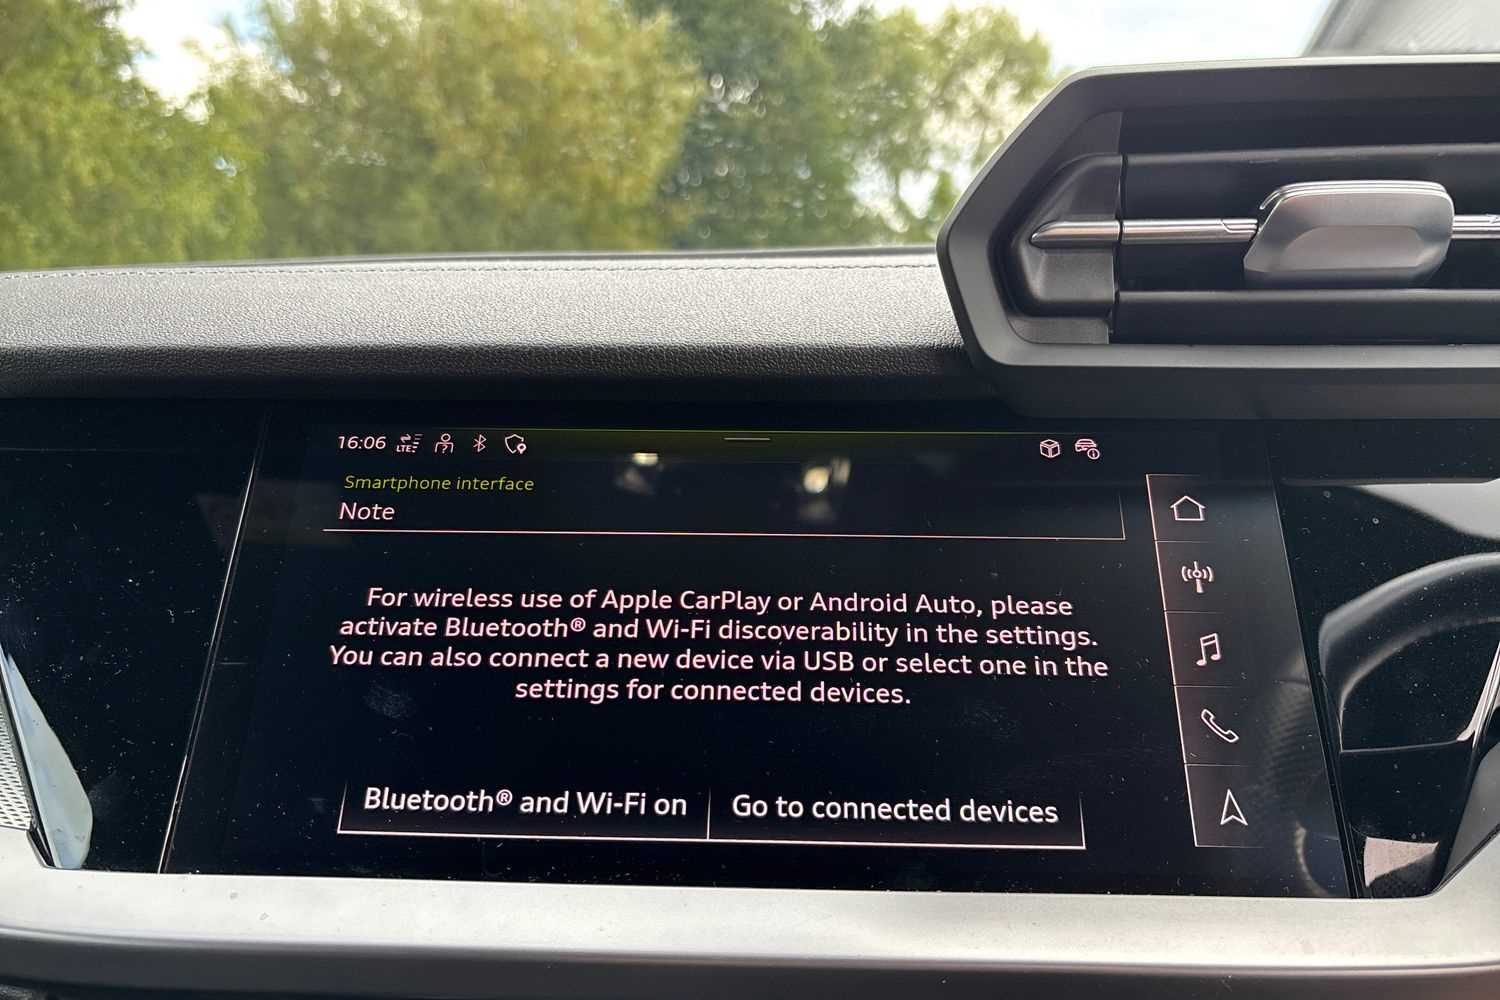 16:06 LTE
Smartphone interface
Note
For wireless use of Apple CarPlay or Android Auto, please
activate Bluetooth® and Wi-Fi discoverability in the settings.
You can also connect a new device via USB or select one in the
settings for connected devices.
Bluetooth® and Wi-Fi on
Go to connected devices